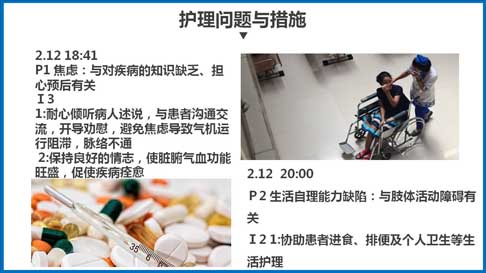 护理问题与措施
2.12 18:41
P1 焦虑：与对疾病的知识缺乏、担
心预后有关
Ｉ3
1:耐心倾听病人述说，与患者沟通交
流，开导劝慰，避免焦虑导致气机运
行阻滞，脉络不通
2:保持良好的情志，使脏腑气血功能
旺盛，促使疾病痊愈
35 6
2.12 20:00
Ｐ2 生活自理能力缺陷：与肢体活动障碍有
关
Ｉ2 1:协助患者进食、排便及个人卫生等生
活护理